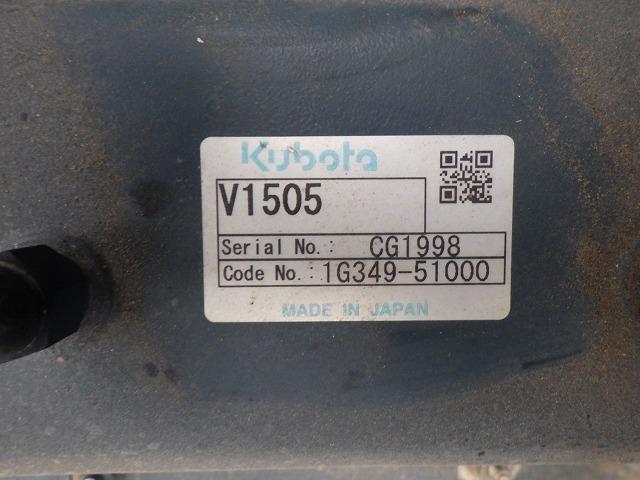 Kubota
V1505
Serial No.: CG1998
Code No.: 1G349-51000
MADE IN JAPAN